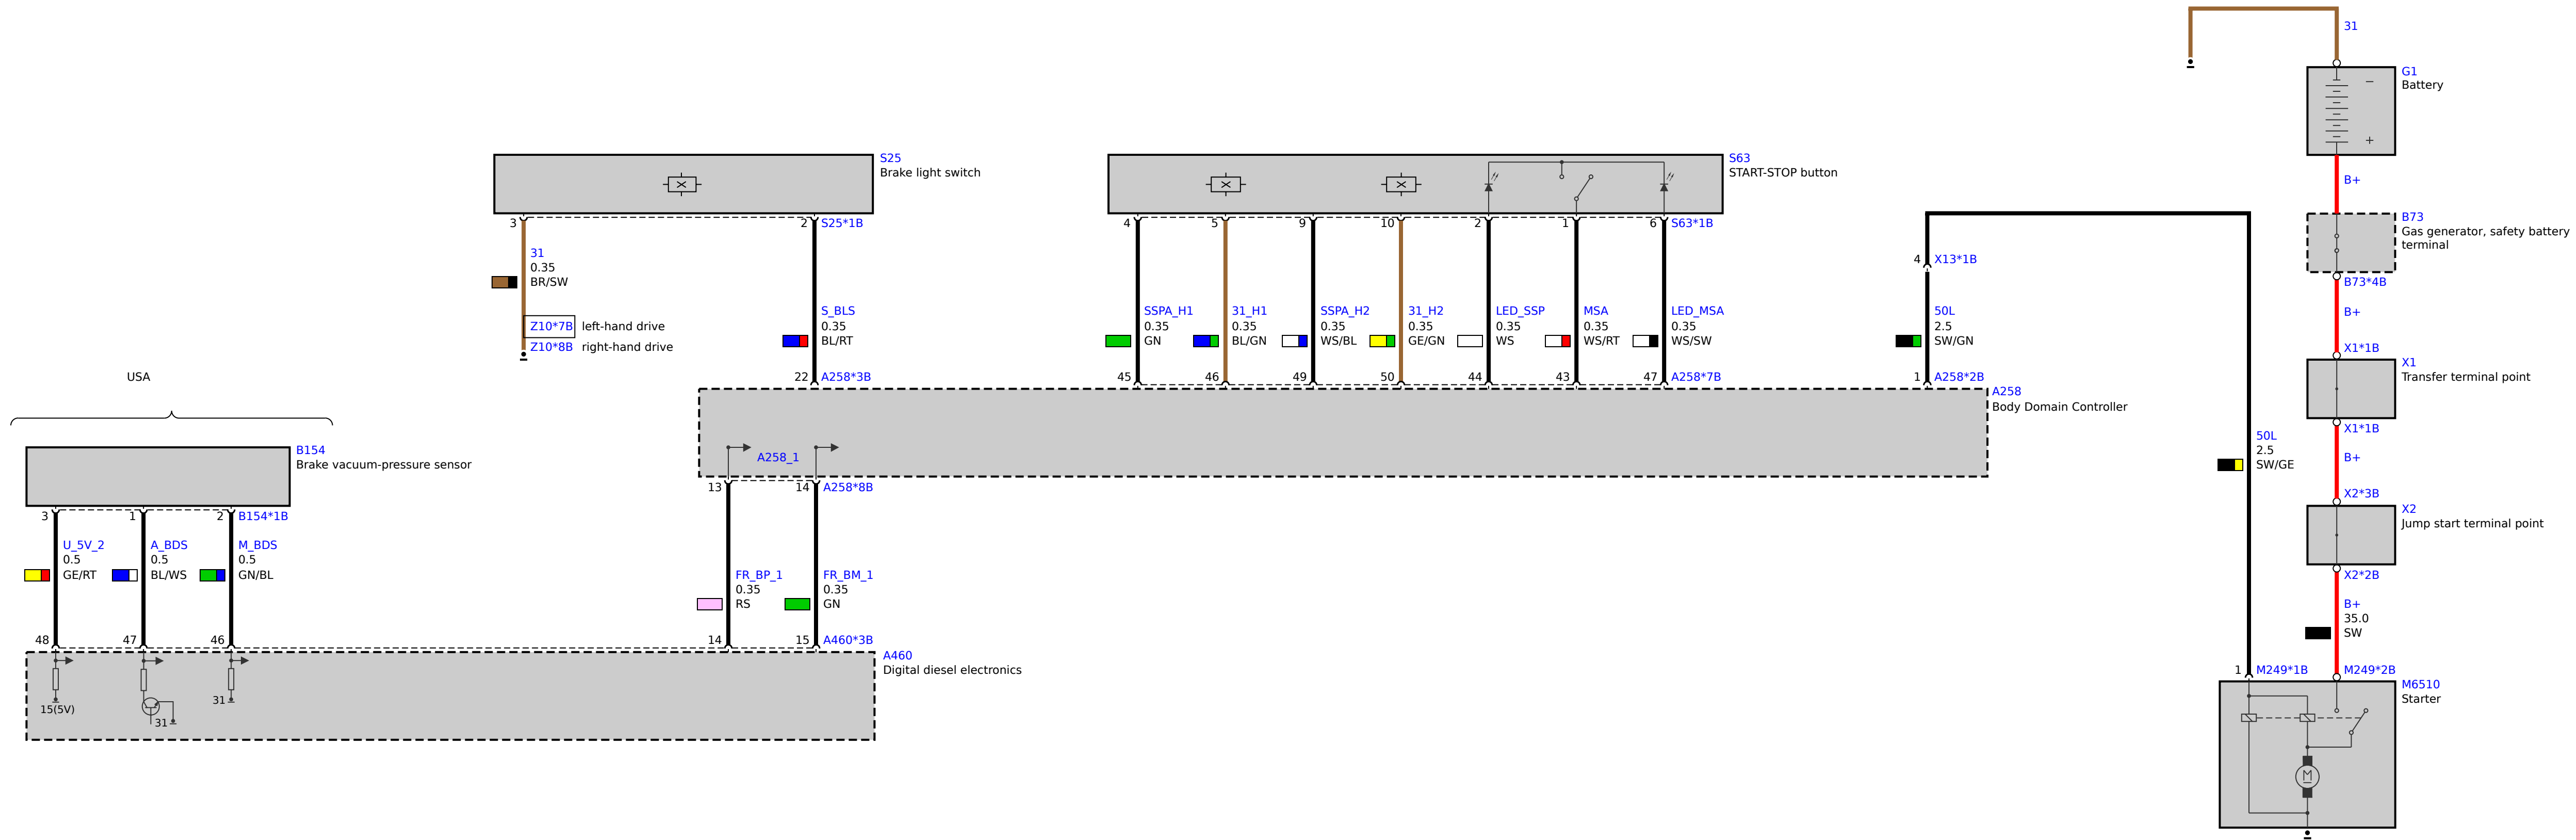 31
G1
Battery
−
+
B+
S25
Brake light switch
S63
START-STOP button
B73
Gas generator, safety battery
terminal
3
2
S25*1B
4
5
9
10
2
1
6
S63*1B
31
0.35
BR/SW
4
X13*1B
B73*4B
Z10*7B
left-hand drive
Z10*8B
right-hand drive
S_BLS
0.35
BL/RT
SSPA_H1
0.35
GN
31_H1
0.35
BL/GN
SSPA_H2
0.35
WS/BL
31_H2
0.35
GE/GN
LED_SSP
0.35
WS
MSA
0.35
WS/RT
LED_MSA
0.35
WS/SW
50L
2.5
SW/GN
B+
X1*1B
X1
Transfer terminal point
USA
22
A258*3B
45
46
49
50
44
43
47
A258*7B
1
A258*2B
A258
Body Domain Controller
X1*1B
B154
Brake vacuum-pressure sensor
A258_1
50L
2.5
SW/GE
B+
13
14
A258*8B
X2*3B
X2
Jump start terminal point
3
1
2
B154*1B
U_5V_2
0.5
GE/RT
A_BDS
0.5
BL/WS
M_BDS
0.5
GN/BL
FR_BP_1
0.35
RS
FR_BM_1
0.35
GN
X2*2B
B+
35.0
SW
48
47
46
14
15
A460*3B
A460
Digital diesel electronics
15(5V)
31
31
1
M249*1B
M249*2B
M6510
Starter
M